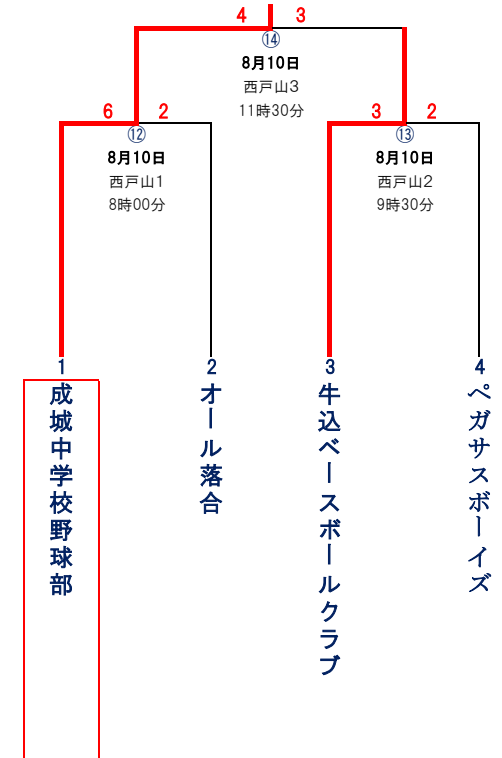 4 3
⑭
8月10日
西戸山3
11時30分
6 2
⑫
8月10日
西戸山1
8時00分
3 2
⑬
8月10日
西戸山2
9時30分
1
成城中学校野球部
2
オール落合
3
牛込ベースボールクラブ
4
ペガサスボーイズ